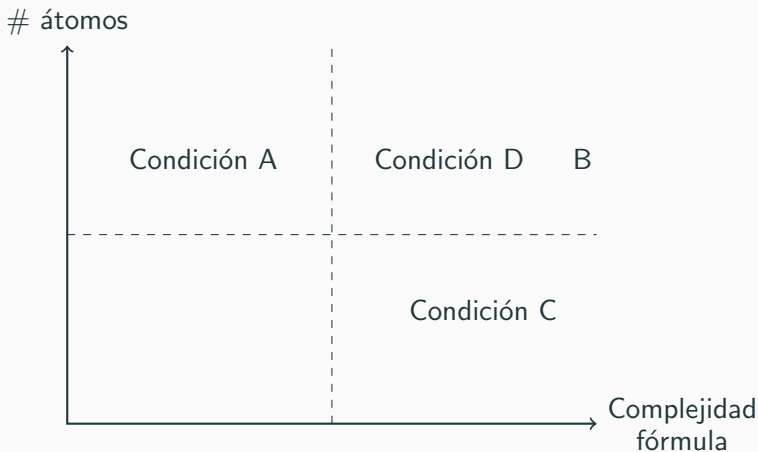 # átomos
Condición A
Condición D
B
Condición C
Complejidad
fórmula